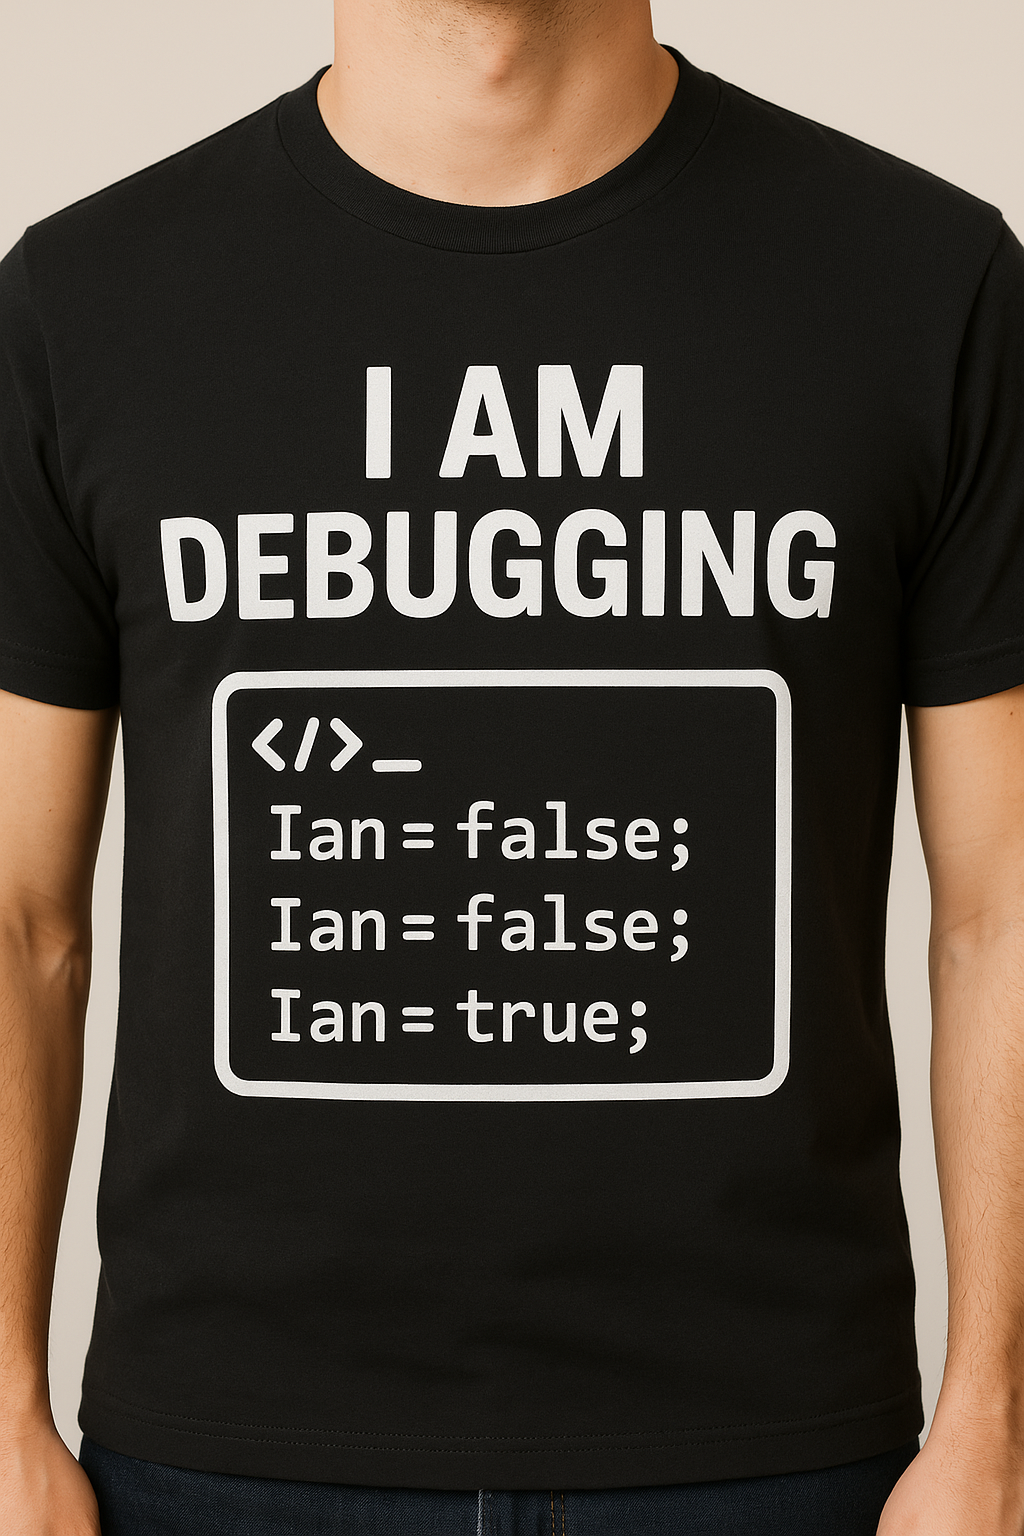 I AM
DEBUGGING
</>_
Ian = false;
Ian = false;
Ian = true;